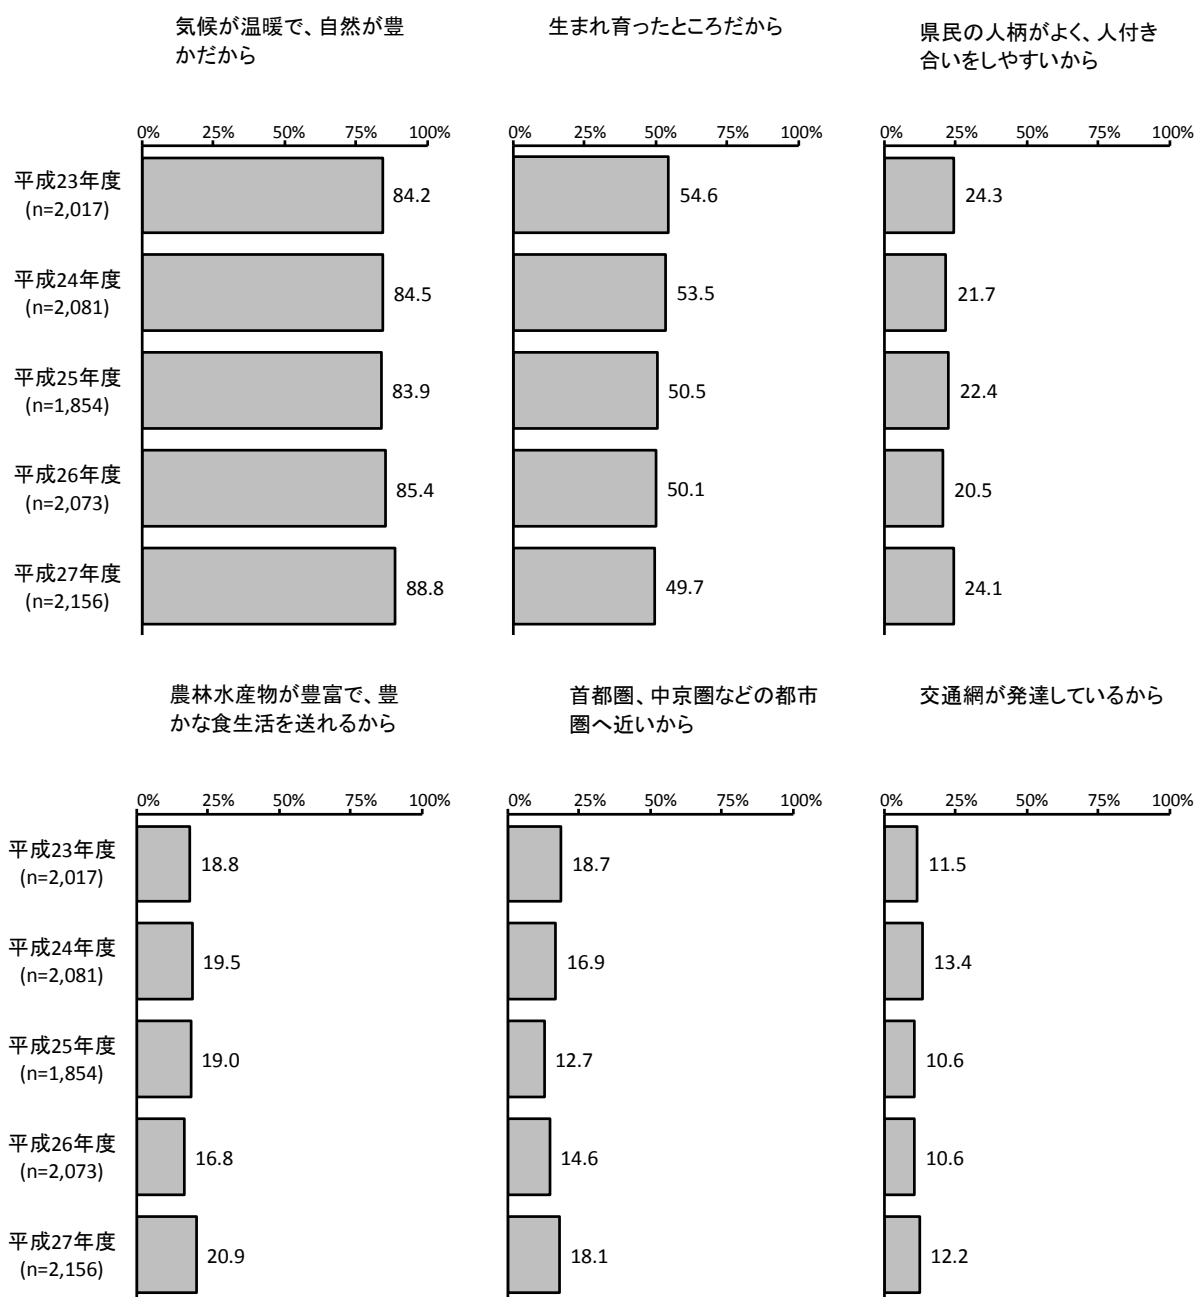 気候が温暖で、自然が豊
かだから
生まれ育ったところだから
県民の人柄がよく、人付き
合いをしやすいから
0% 25% 50% 75% 100%
0% 25% 50% 75% 100%
0% 25% 50% 75% 100%
平成23年度
(n=2,017)
84.2
54.6
24.3
平成24年度
(n=2,081)
84.5
53.5
21.7
平成25年度
(n=1,854)
83.9
50.5
22.4
平成26年度
(n=2,073)
85.4
50.1
20.5
平成27年度
(n=2,156)
88.8
49.7
24.1
農林水産物が豊富で、豊
かな食生活を送れるから
首都圏、中京圏などの都市
圏へ近いから
交通網が発達しているから
0% 25% 50% 75% 100%
0% 25% 50% 75% 100%
0% 25% 50% 75% 100%
平成23年度
(n=2,017)
18.8
18.7
11.5
平成24年度
(n=2,081)
19.5
16.9
13.4
平成25年度
(n=1,854)
19.0
12.7
10.6
平成26年度
(n=2,073)
16.8
14.6
10.6
平成27年度
(n=2,156)
20.9
18.1
12.2